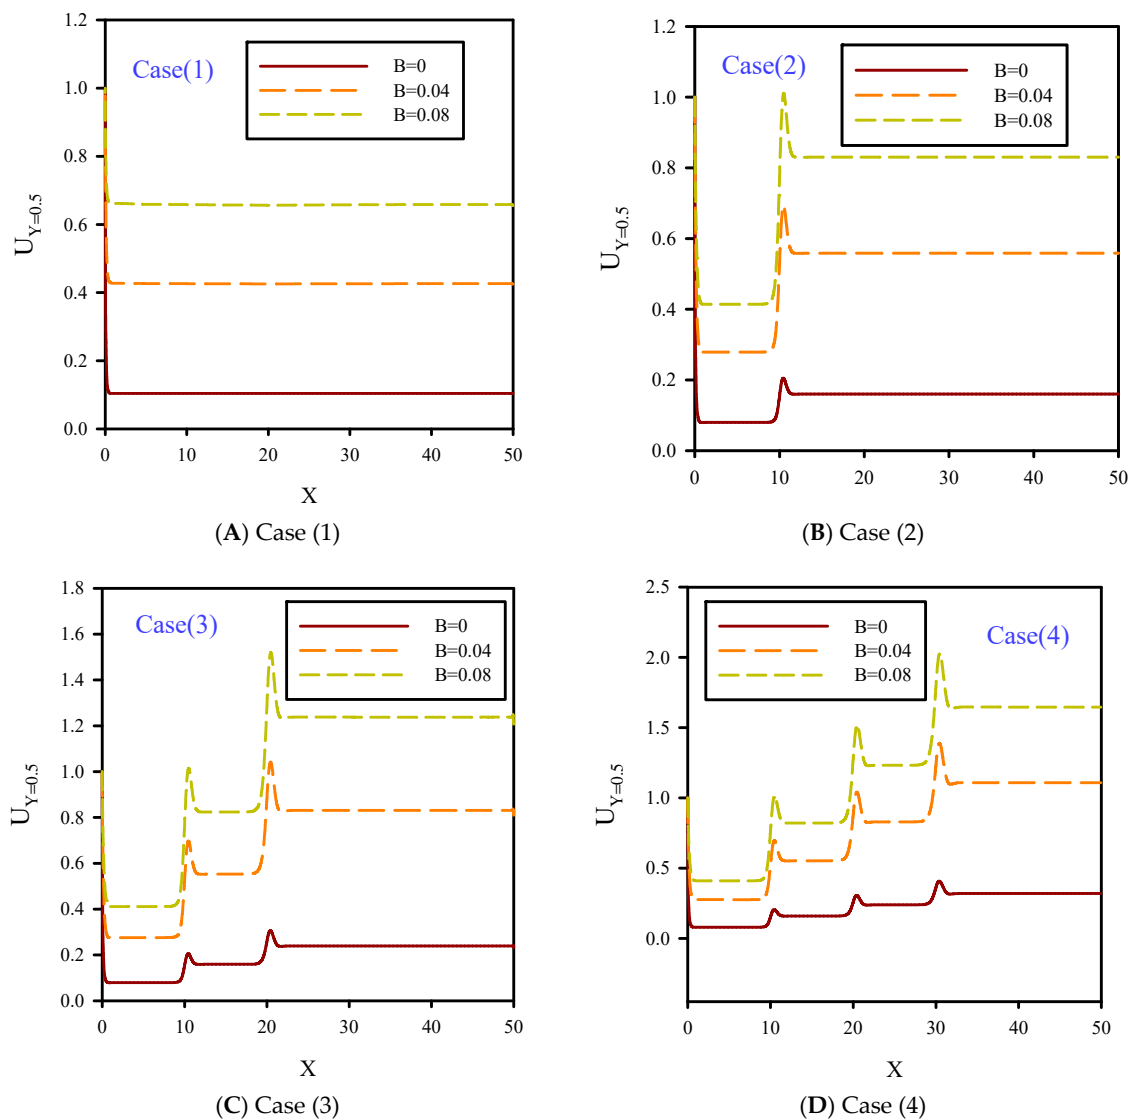 Case(1)
B=0
B=0.04
B=0.08
1.2
1.0
0.8
0.6
0.4
0.2
0.0
U_{Y=0.5}
0 10 20 30 40 50
X
(A) Case (1)
Case(2)
B=0
B=0.04
B=0.08
1.2
1.0
0.8
0.6
0.4
0.2
0.0
U_{Y=0.5}
0 10 20 30 40 50
(B) Case (2)
Case(3)
B=0
B=0.04
B=0.08
1.8
1.6
1.4
1.2
1.0
0.8
0.6
0.4
0.2
0.0
U_{Y=0.5}
0 10 20 30 40 50
X
(C) Case (3)
B=0
B=0.04
B=0.08
Case(4)
2.5
2.0
1.5
1.0
0.5
0.0
U_{Y=0.5}
0 10 20 30 40 50
X
(D) Case (4)